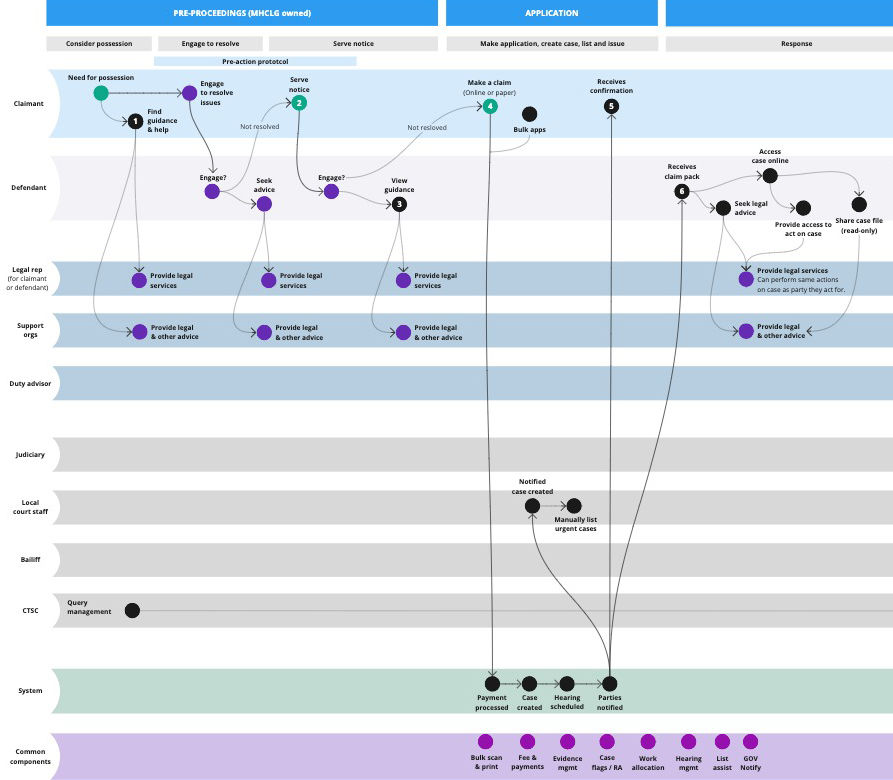 PRE-PROCEEDINGS (MHCLG owned)
APPLICATION
Consider possession
Engage to resolve
Serve notice
Make application, create case, list and issue
Response
Pre-action prototcol
Claimant
Need for possession
1
Find
guidance
& help
Engage
to resolve
issues
Serve
notice
2
Not resolved
Not resloved
Make a claim
(Online or paper)
4
Bulk apps
Receives
confirmation
5
Defendant
Engage?
Seek
advice
Engage?
View
guidance
3
Receives
claim pack
6
Seek legal
advice
Access
case online
Provide access to
act on case
Share case file
(read-only)
Legal rep
(for claimant
or defendant)
Provide legal
services
Provide legal
services
Provide legal
services
Provide legal services
Can perform same actions
on case as party they act for.
Support
orgs
Provide legal
& other advice
Provide legal
& other advice
Provide legal
& other advice
Provide legal
& other advice
Duty advisor
Judiciary
Local
court staff
Notified
case created
Manually list
urgent cases
Bailiff
CTSC
Query
management
System
Payment
processed
Case
created
Hearing
scheduled
Parties
notified
Common
components
Bulk scan
& print
Fee &
payments
Evidence
mgmt
Case
flags / RA
Work
allocation
Hearing
mgmt
List
assist
GOV
Notify